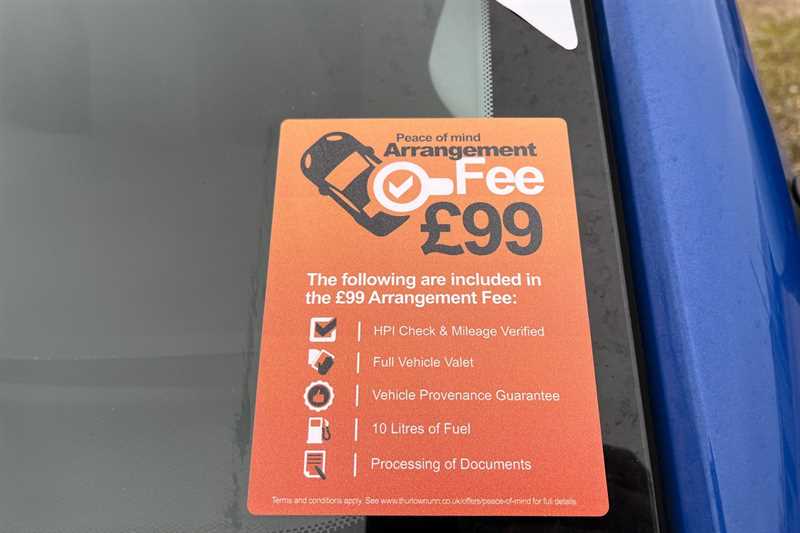 Peace of mind
Arrangement
Fee
£99
The following are included in
the £99 Arrangement Fee:
HPI Check & Mileage Verified
Full Vehicle Valet
Vehicle Provenance Guarantee
10 Litres of Fuel
Processing of Documents
Terms and conditions apply. See www.thurlownunn.co.uk/offers/peace-of-mind for full details.